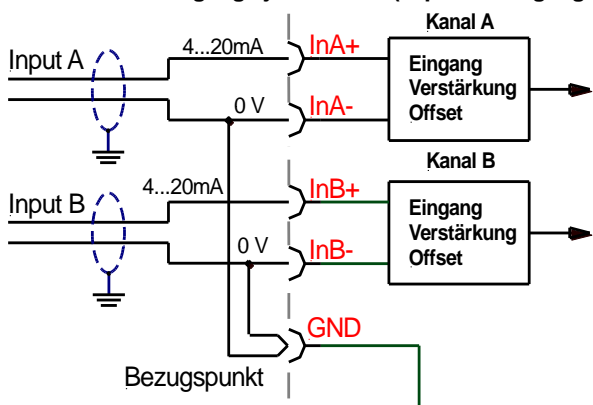 Kanal A
4...20mA
InA+
Input A
Eingang
Verstärkung
Offset
0 V
InA-
Kanal B
4...20mA
InB+
Input B
Eingang
Verstärkung
Offset
0 V
InB-
GND
Bezugspunkt